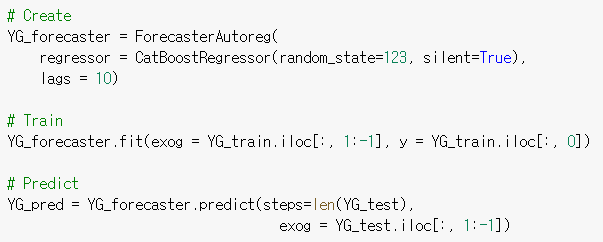 # Create
YG_forecaster = ForecasterAutoreg(
    regressor = CatBoostRegressor(random_state=123, silent=True),
    lags = 10)
# Train
YG_forecaster.fit(exog = YG_train.iloc[:, 1:-1], y = YG_train.iloc[:, 0])
# Predict
YG_pred = YG_forecaster.predict(steps=len(YG_test),
                                exog = YG_test.iloc[:, 1:-1])